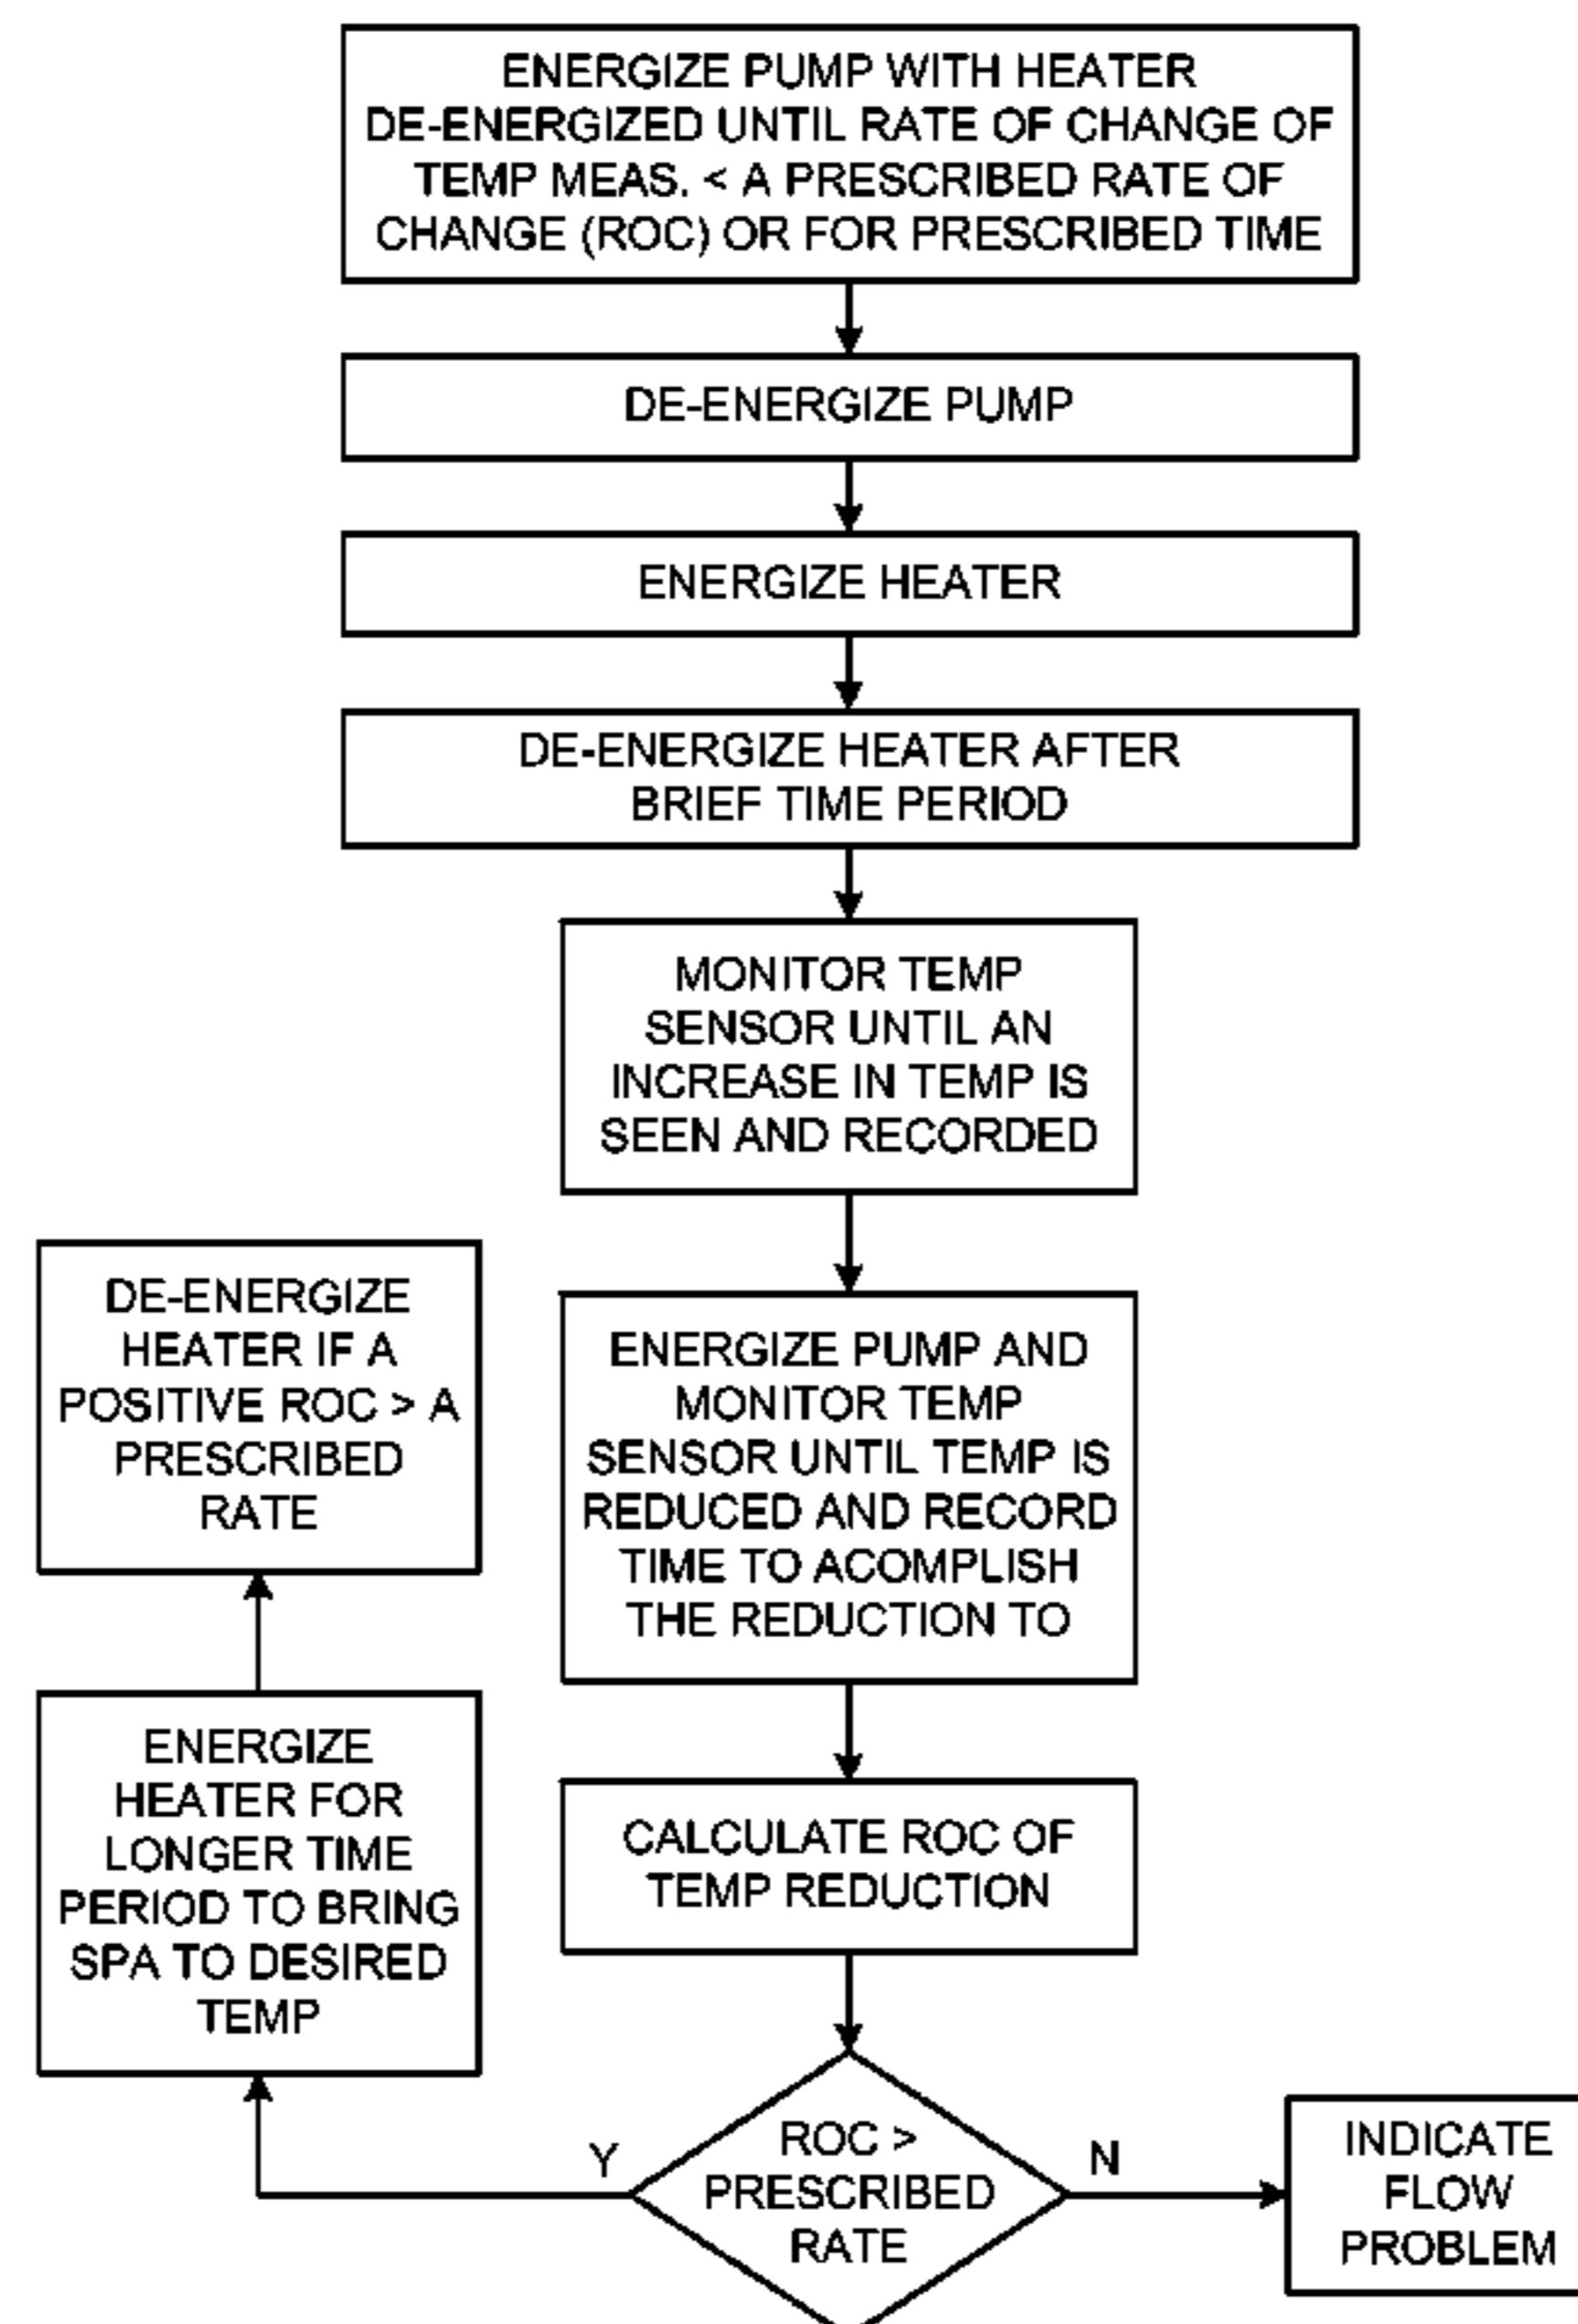 ENERGIZE PUMP WITH HEATER
DE-ENERGIZED UNTIL RATE OF CHANGE OF
TEMP MEAS. < A PRESCRIBED RATE OF
CHANGE (ROC) OR FOR PRESCRIBED TIME
DE-ENERGIZE PUMP
ENERGIZE HEATER
DE-ENERGIZE HEATER AFTER
BRIEF TIME PERIOD
MONITOR TEMP
SENSOR UNTIL AN
INCREASE IN TEMP IS
SEEN AND RECORDED
ENERGIZE PUMP AND
MONITOR TEMP
SENSOR UNTIL TEMP IS
REDUCED AND RECORD
TIME TO ACOMPLISH
THE REDUCTION TO
CALCULATE ROC OF
TEMP REDUCTION
ROC >
PRESCRIBED
RATE
Y
N
ENERGIZE
HEATER FOR
LONGER TIME
PERIOD TO BRING
SPA TO DESIRED
TEMP
DE-ENERGIZE
HEATER IF A
POSITIVE ROC > A
PRESCRIBED
RATE
INDICATE
FLOW
PROBLEM